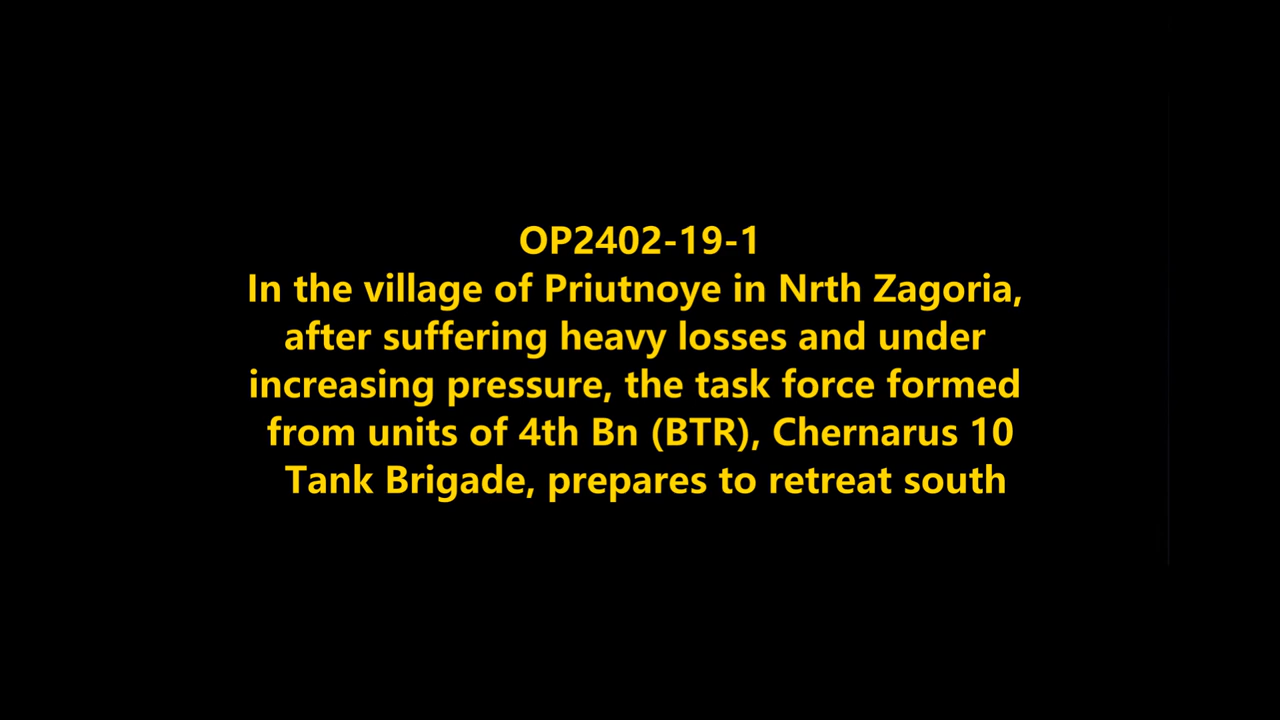 OP2402-19-1
In the village of Priutnoye in Nrth Zagoria,
after suffering heavy losses and under
increasing pressure, the task force formed
from units of 4th Bn (BTR), Chernarus 10
Tank Brigade, prepares to retreat south